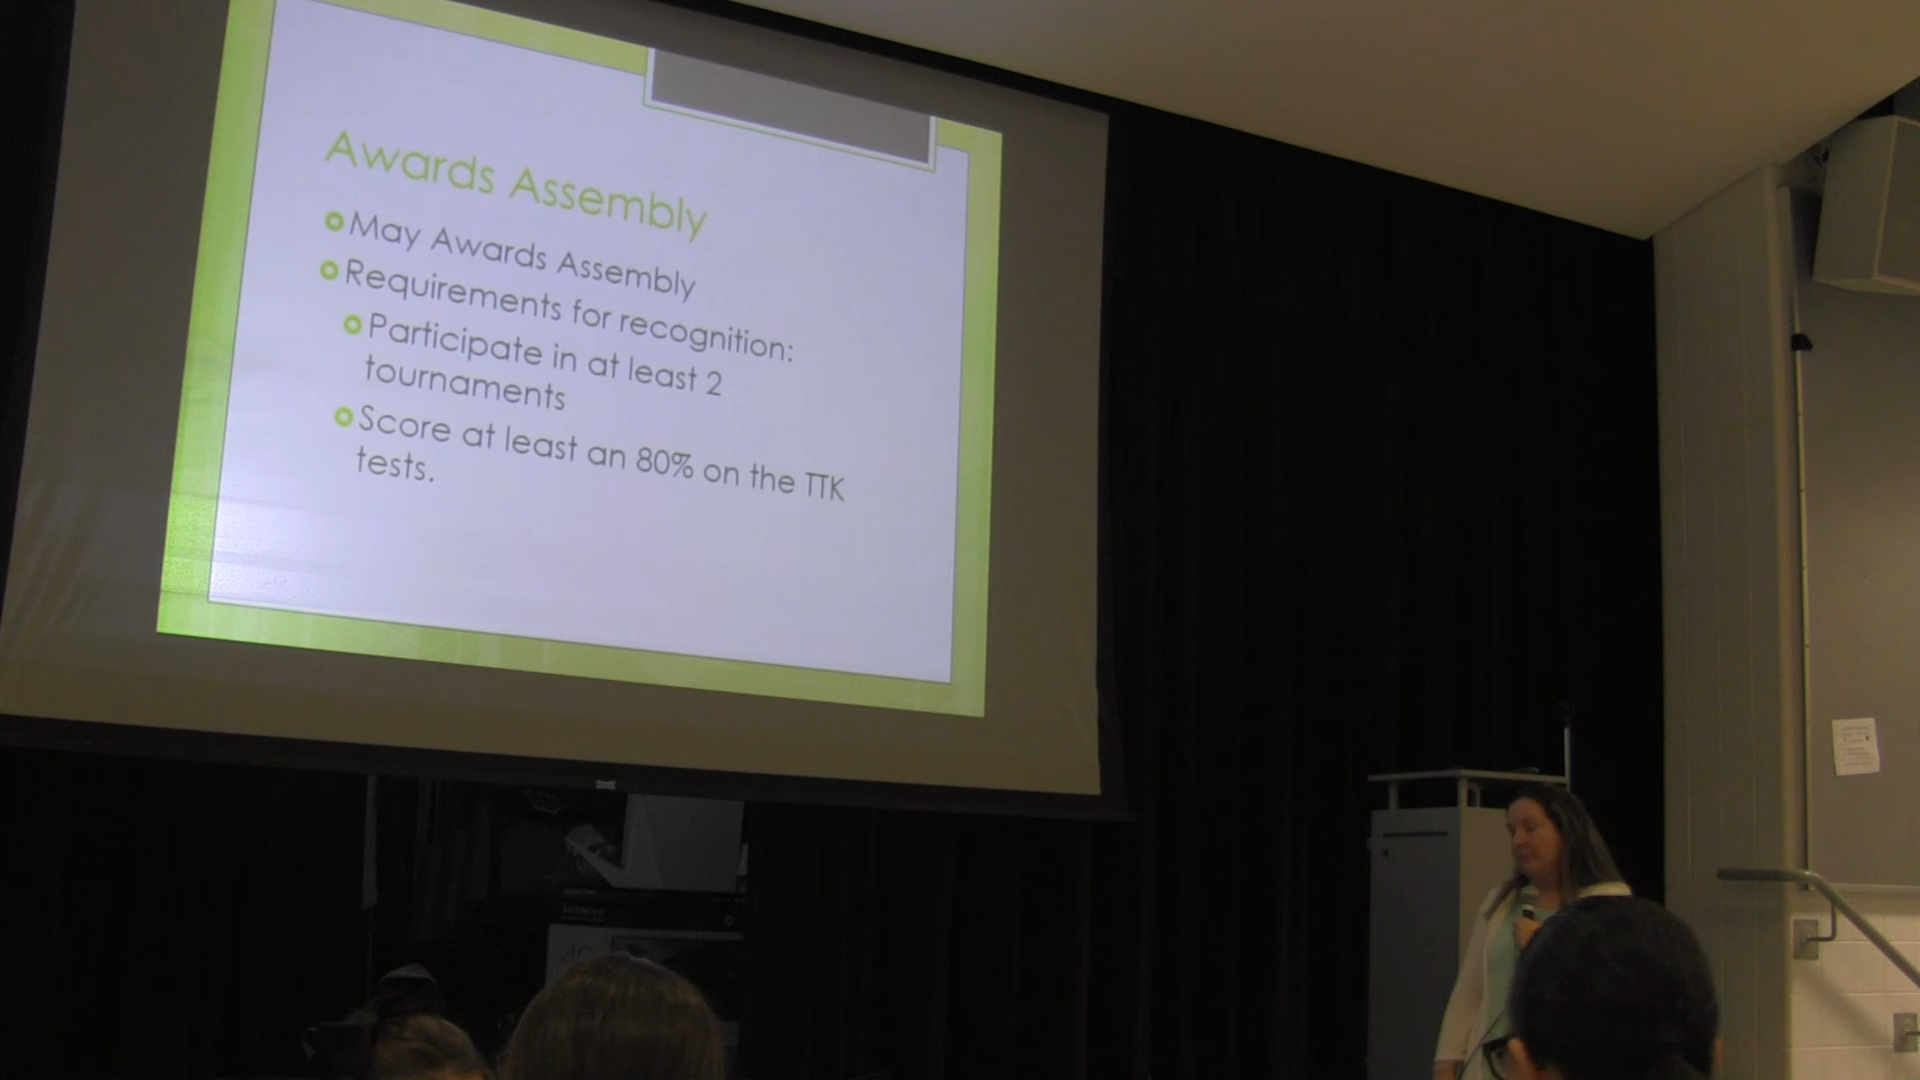 Awards Assembly
May Awards Assembly
Requirements for recognition:
Participate in at least 2
tournaments
Score at least an 80% on the TTK
tests.
HITACHI